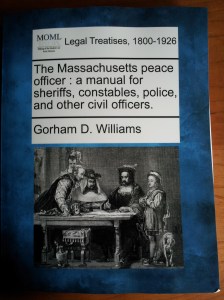 MOML
Legal Treatises, 1800-1926
The Massachusetts peace
officer : a manual for
sheriffs, constables, police,
and other civil officers.
Gorham D. Williams